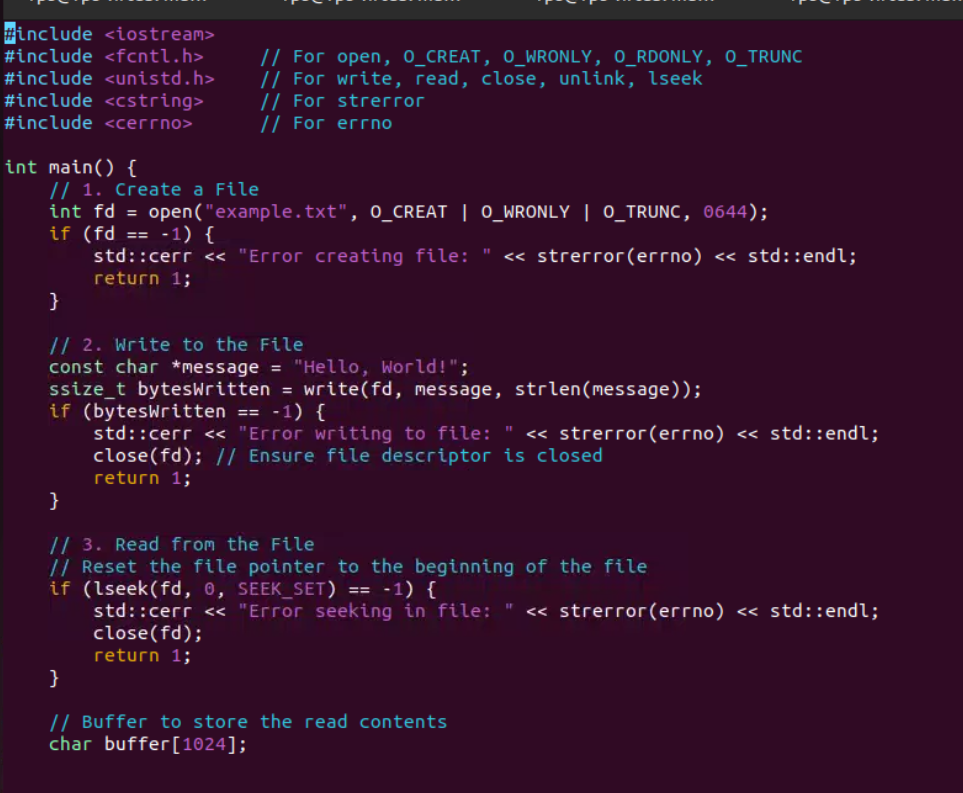 #include <iostream>
#include <fcntl.h>     // For open, O_CREAT, O_WRONLY, O_RDONLY, O_TRUNC
#include <unistd.h>    // For write, read, close, unlink, lseek
#include <cstring>     // For strerror
#include <cerrno>      // For errno

int main() {
    // 1. Create a File
    int fd = open("example.txt", O_CREAT | O_WRONLY | O_TRUNC, 0644);
    if (fd == -1) {
        std::cerr << "Error creating file: " << strerror(errno) << std::endl;
        return 1;
    }

    // 2. Write to the File
    const char *message = "Hello, World!";
    ssize_t bytesWritten = write(fd, message, strlen(message));
    if (bytesWritten == -1) {
        std::cerr << "Error writing to file: " << strerror(errno) << std::endl;
        close(fd); // Ensure file descriptor is closed
        return 1;
    }

    // 3. Read from the File
    // Reset the file pointer to the beginning of the file
    if (lseek(fd, 0, SEEK_SET) == -1) {
        std::cerr << "Error seeking in file: " << strerror(errno) << std::endl;
        close(fd);
        return 1;
    }

    // Buffer to store the read contents
    char buffer[1024];